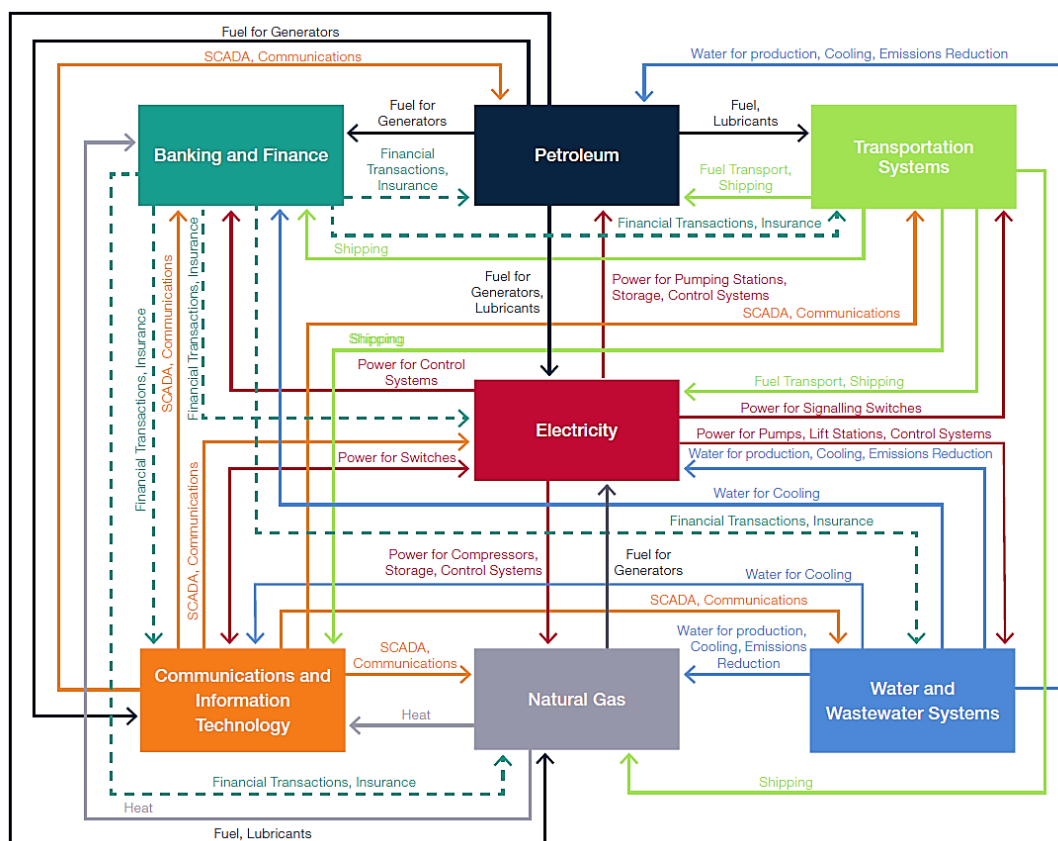 Fuel for Generators
SCADA, Communications
Water for production, Cooling, Emissions Reduction
Fuel for
Generators
Fuel,
Lubricants
Banking and Finance
Petroleum
Transportation
Systems
Financial
Transactions,
Insurance
Fuel Transport,
Shipping
Financial Transactions, Insurance
Shipping
Financial Transactions, Insurance
SCADA, Communications
Financial Transactions, Insurance
Fuel for
Generators,
Lubricants
Power for Pumping Stations,
Storage, Control Systems
SCADA, Communications
Shipping
Power for Control
Systems
Fuel Transport, Shipping
Electricity
Power for Signalling Switches
Power for Pumps, Lift Stations, Control Systems
Power for Switches
Water for production, Cooling, Emissions Reduction
SCADA, Communications
Water for Cooling
Financial Transactions, Insurance
Power for Compressors,
Storage, Control Systems
Fuel for
Generators
Water for Cooling
SCADA, Communications
SCADA,
Communications
Water for production,
Cooling, Emissions
Reduction
Communications and
Information
Technology
Natural Gas
Water and
Wastewater Systems
Heat
Financial Transactions, Insurance
Shipping
Heat
Fuel, Lubricants